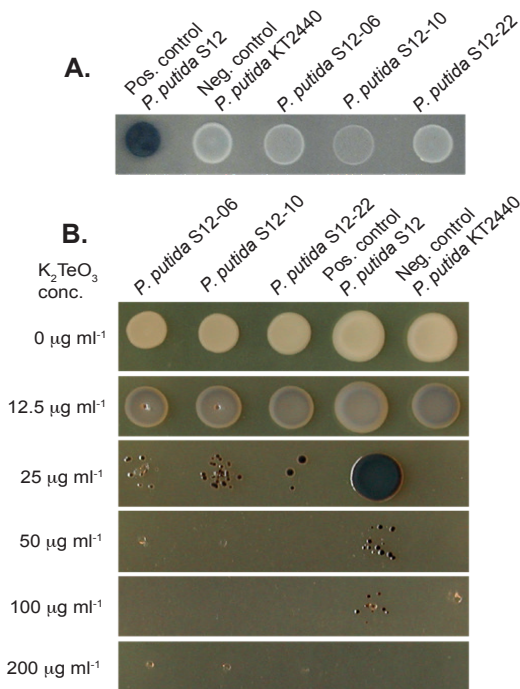 A.
Pos. control
P. putida S12
Neg. control
P. putida KT2440
P. putida S12-06
P. putida S12-10
P. putida S12-22
B.
K₂TeO₃
conc.
P. putida S12-06
P. putida S12-10
P. putida S12-22
Pos. control
P. putida S12
Neg. control
P. putida KT2440
0 µg ml⁻¹
12.5 µg ml⁻¹
25 µg ml⁻¹
50 µg ml⁻¹
100 µg ml⁻¹
200 µg ml⁻¹